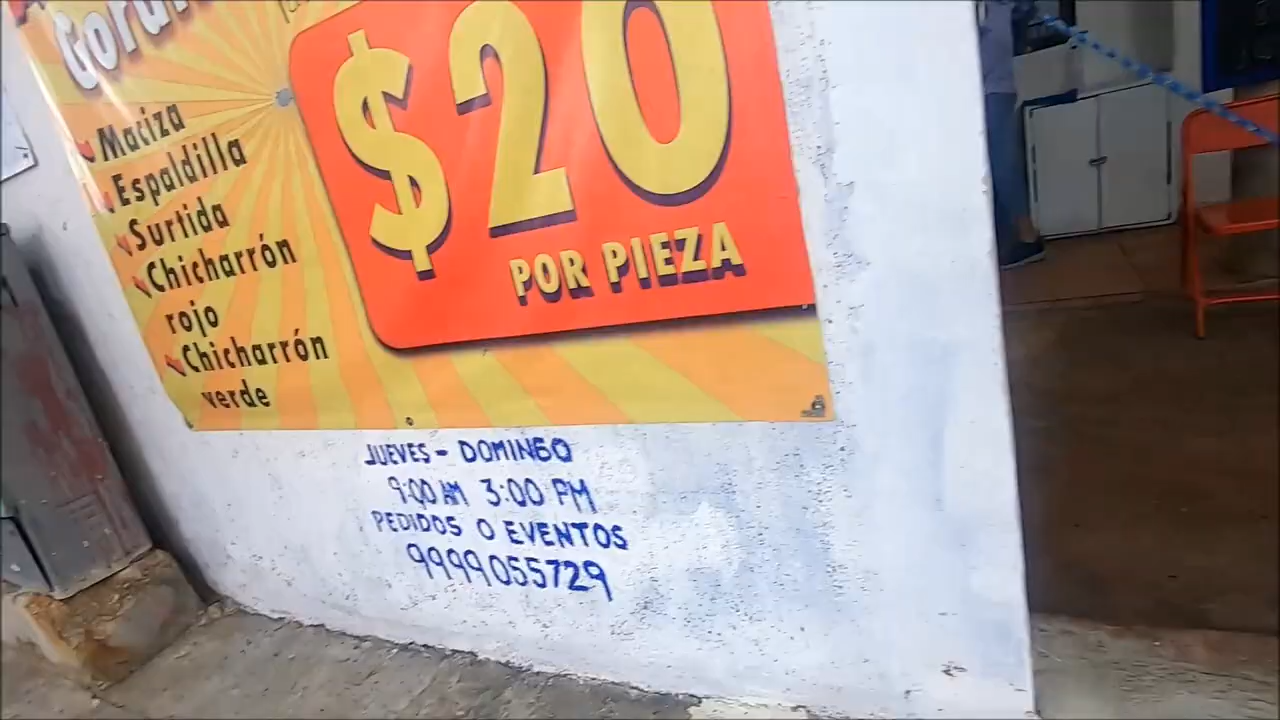 $20
POR PIEZA
Maciza
Espaldilla
Surtida
Chicharrón
rojo
Chicharrón
verde
JUEVES - DOMINGO
9:00 AM 3:00 PM
PEDIDOS O EVENTOS
9999055729